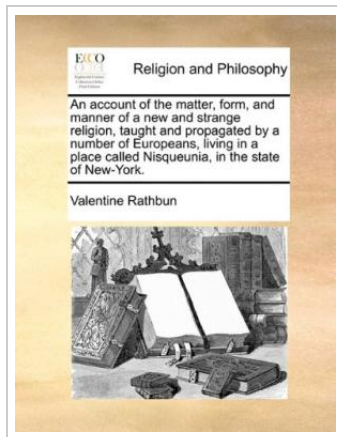 ECCO
Religion and Philosophy
An account of the matter, form, and
manner of a new and strange
religion, taught and propagated by a
number of Europeans, living in a
place called Nisqueunia, in the state
of New-York.
Valentine Rathbun